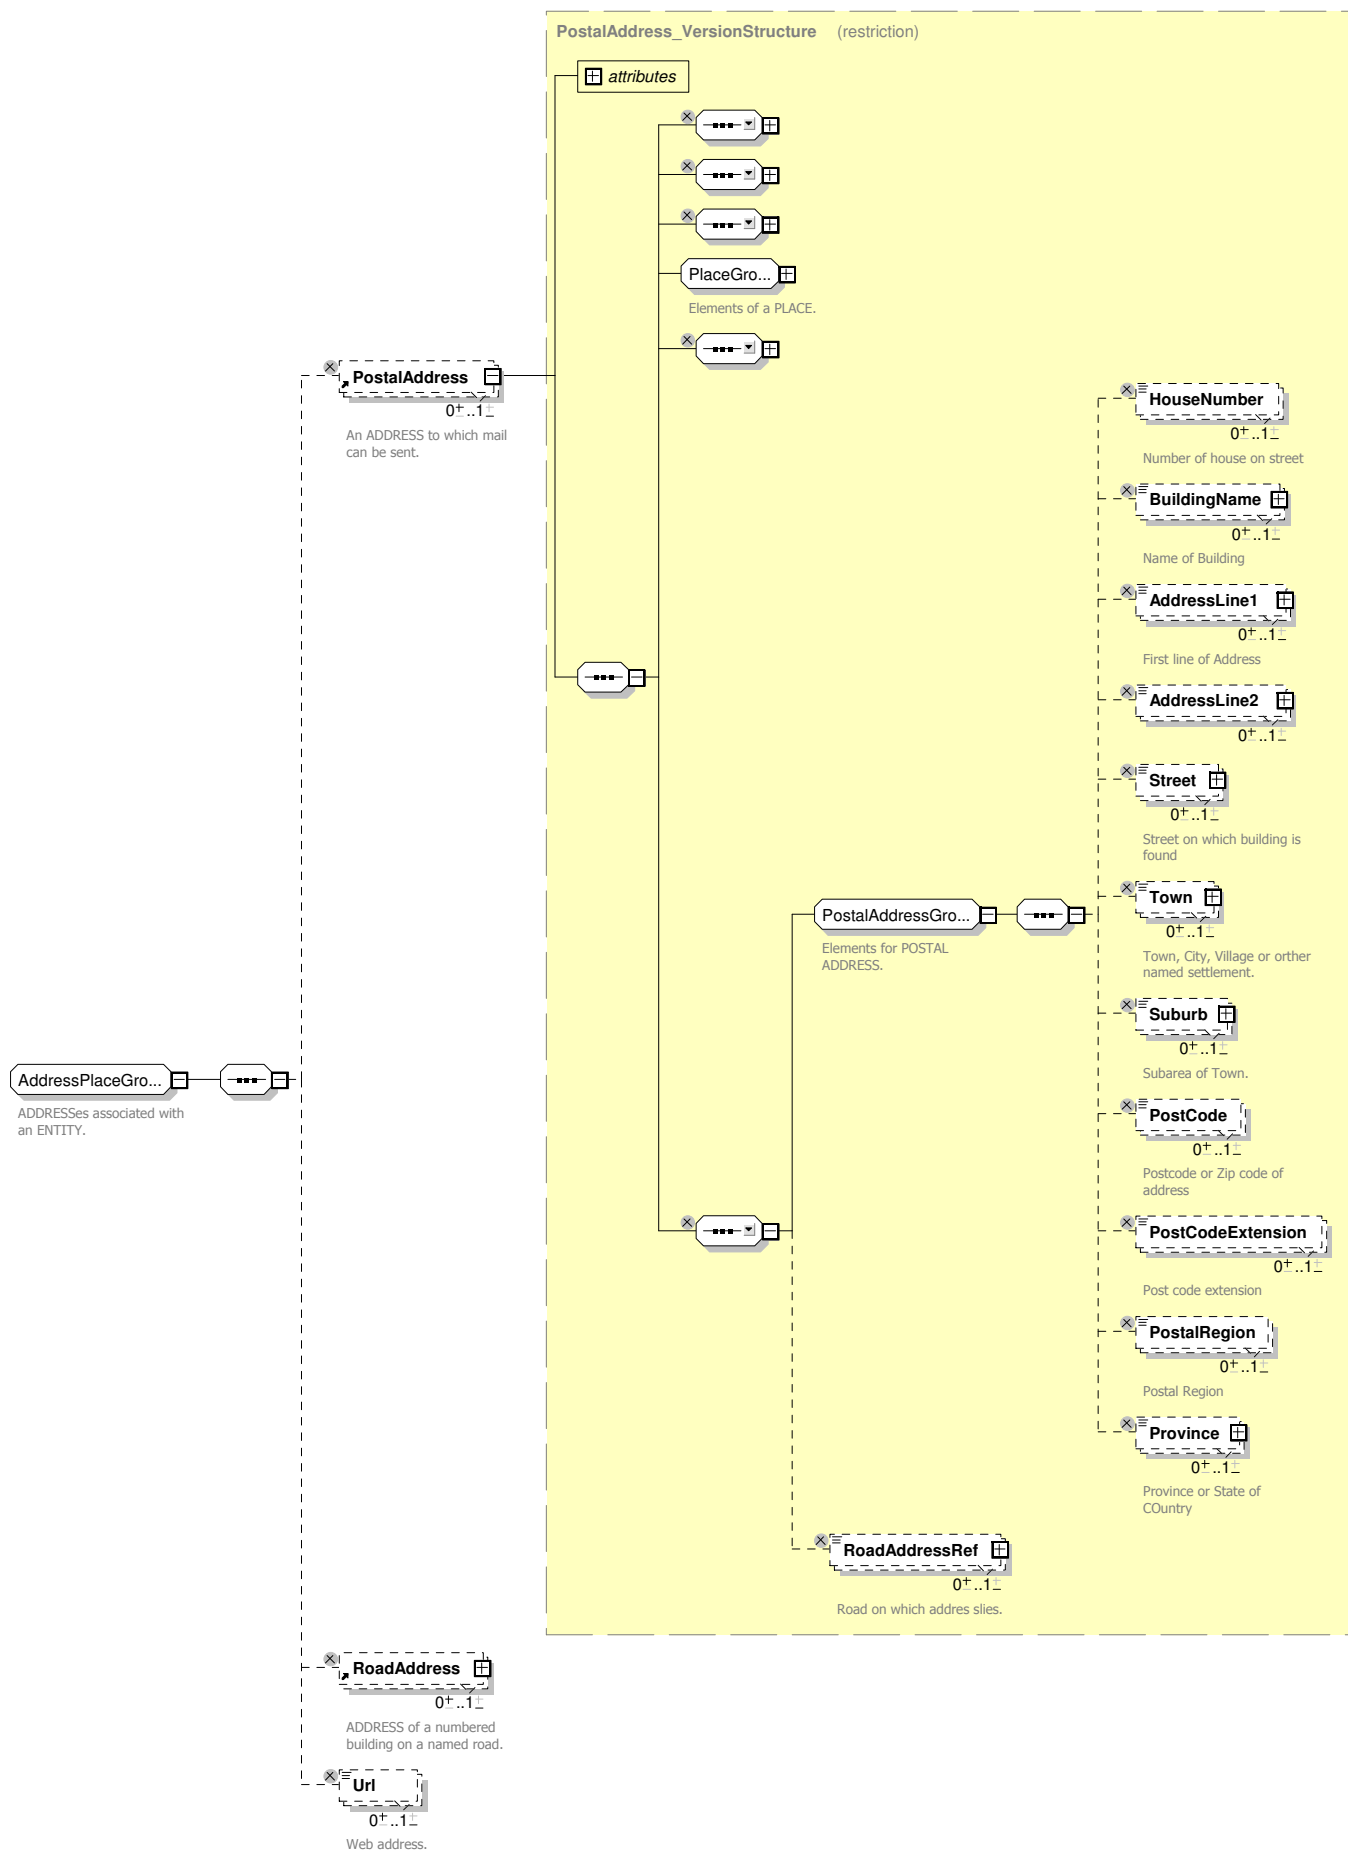 PostalAddress_VersionStructure (restriction)
attributes
PlaceGro...
Elements of a PLACE.
PostalAddress
0..1
An ADDRESS to which mail
can be sent.
HouseNumber
0..1
Number of house on street
BuildingName
0..1
Name of Building
AddressLine1
0..1
First line of Address
AddressLine2
0..1
Street
0..1
Street on which building is
found
PostalAddressGro...
Elements for POSTAL
ADDRESS.
Town
0..1
Town, City, Village or orther
named settlement.
Suburb
0..1
Subarea of Town.
AddressPlaceGro...
ADDRESSes associated with
an ENTITY.
PostCode
0..1
Postcode or Zip code of
address
PostCodeExtension
0..1
Post code extension
PostalRegion
0..1
Postal Region
Province
0..1
Province or State of
COuntry
RoadAddressRef
0..1
Road on which addres slies.
RoadAddress
0..1
ADDRESS of a numbered
building on a named road.
Url
0..1
Web address.